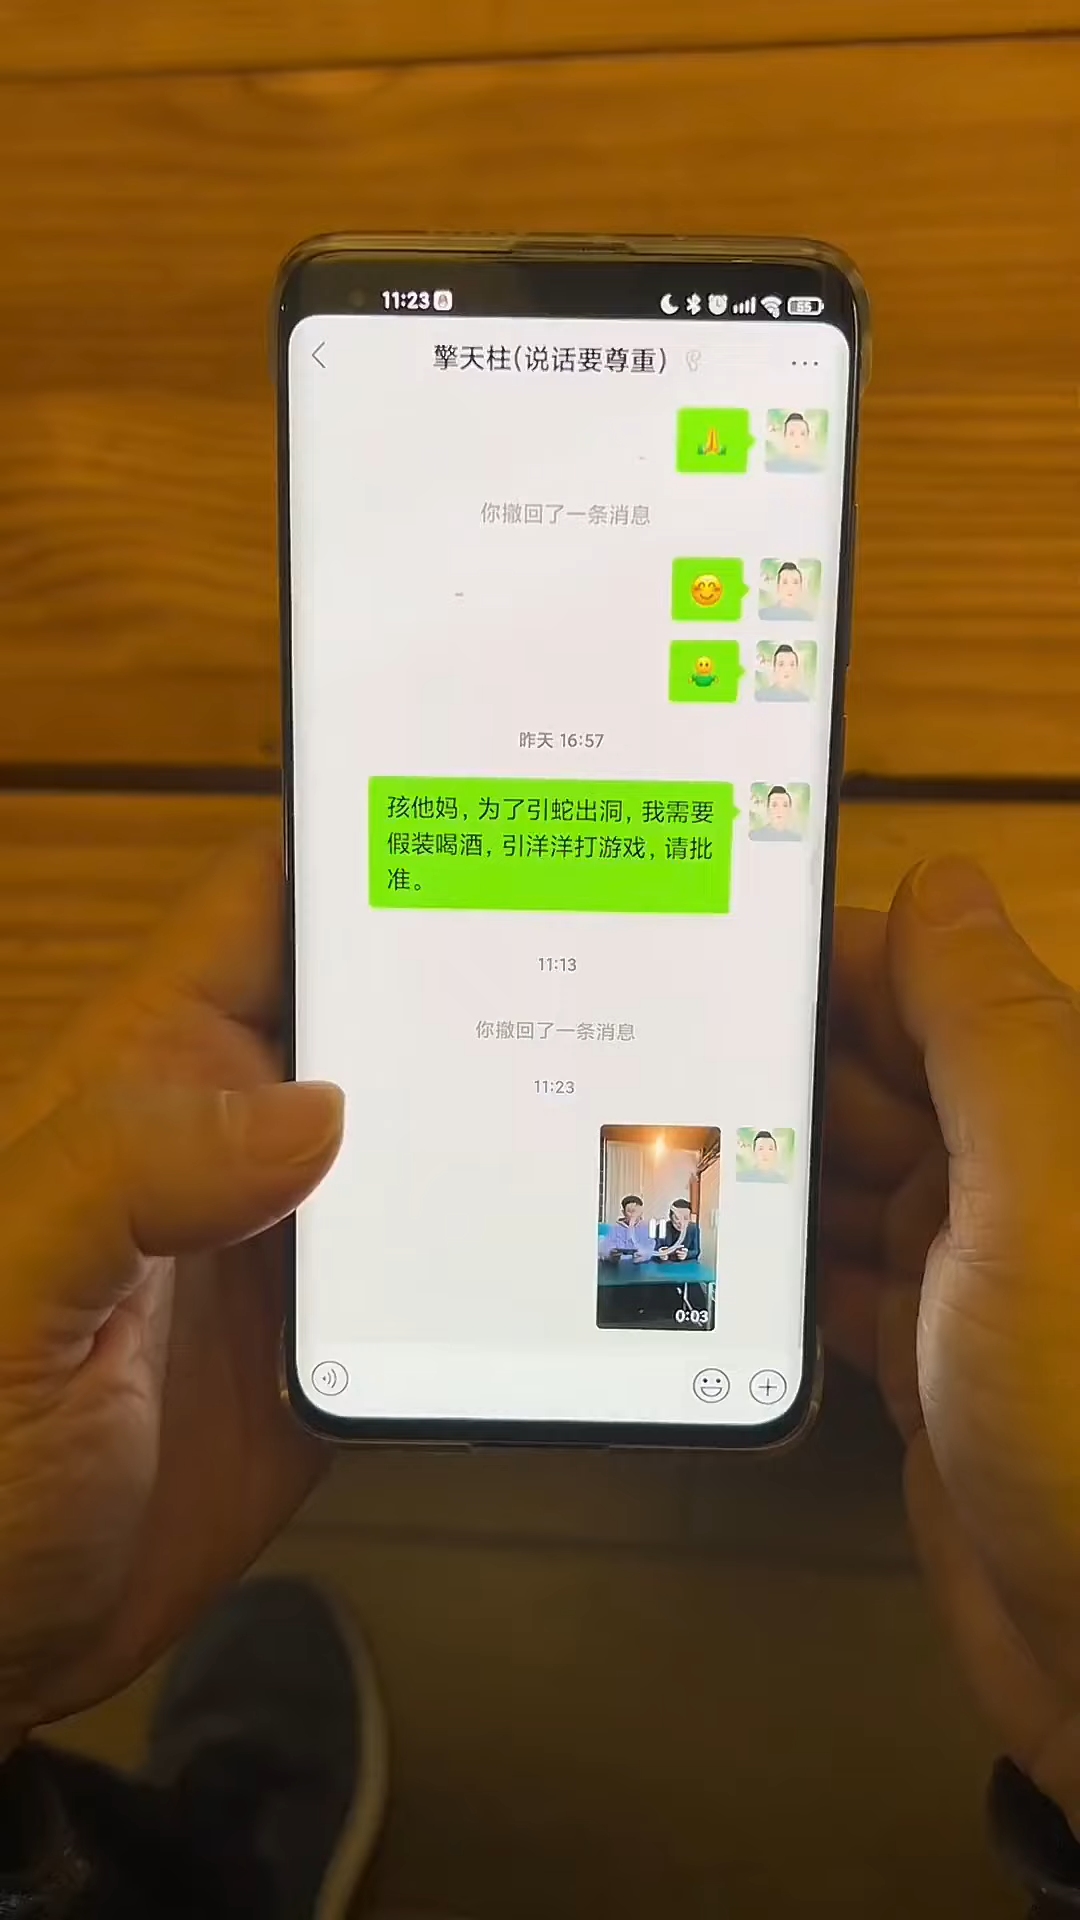 11:23
55
擎天柱(说话要尊重)
你撤回了一条消息
昨天 16:57
孩他妈，为了引蛇出洞，我需要
假装喝酒，引洋洋打游戏，请批
准。
11:13
你撤回了一条消息
11:23
0:03